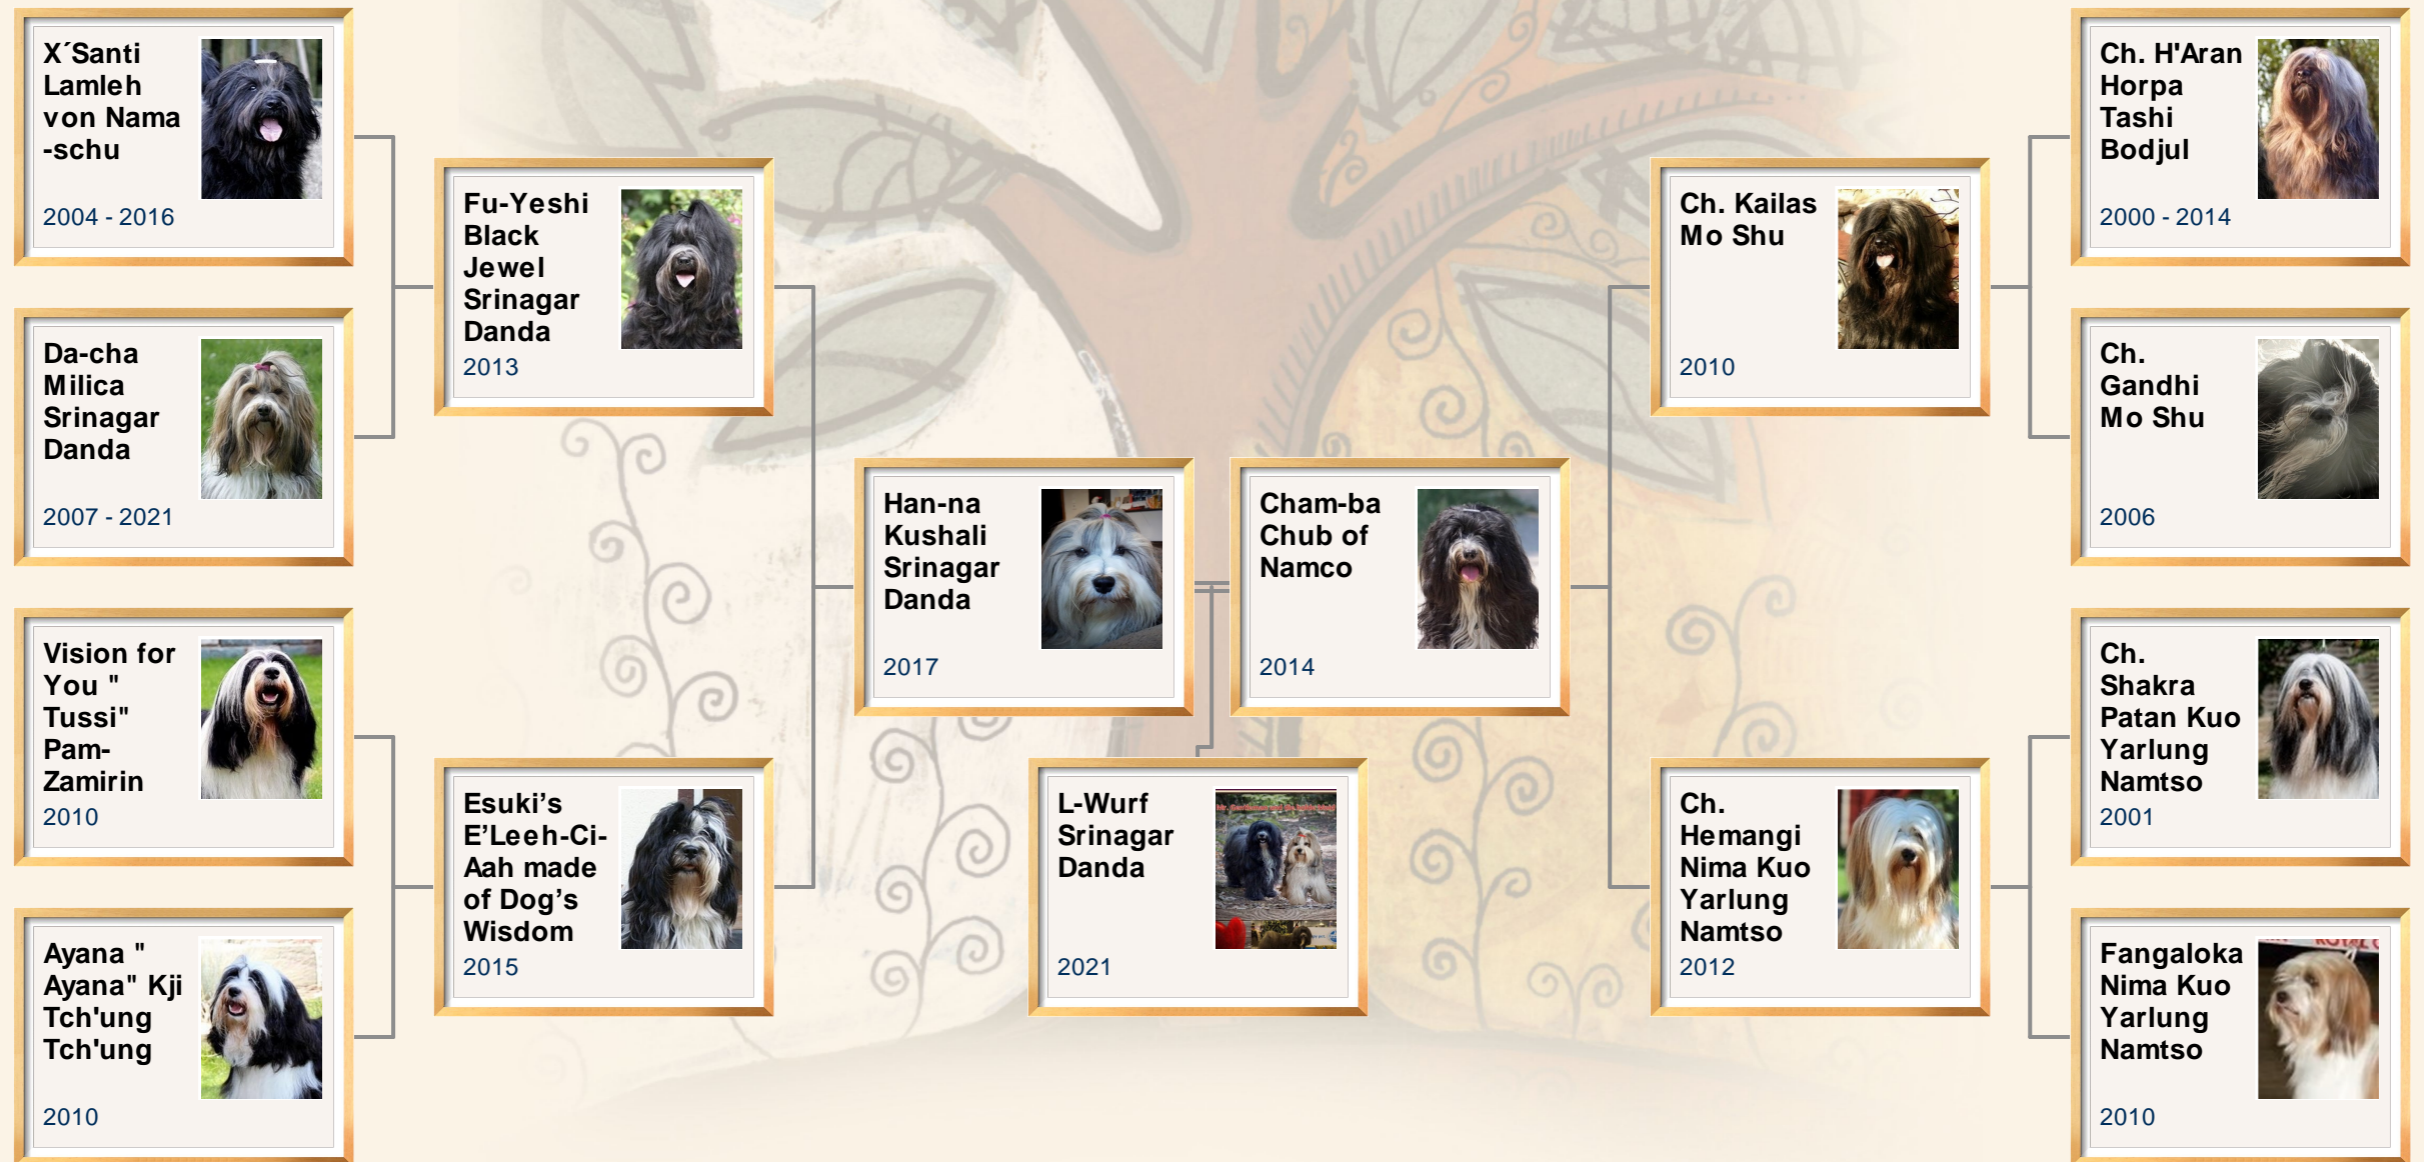 X´Santi
Lamleh
von Nama
-schu
2004 - 2016
Da-cha
Milica
Srinagar
Danda
2007 - 2021
Vision for
You "
Tussi"
Pam-
Zamirin
2010
Ayana "
Ayana" Kji
Tch'ung
Tch'ung
2010
Fu-Yeshi
Black
Jewel
Srinagar
Danda
2013
Esuki’s
E’Leeh-Ci-
Aah made
of Dog’s
Wisdom
2015
Han-na
Kushali
Srinagar
Danda
2017
Cham-ba
Chub of
Namco
2014
L-Wurf
Srinagar
Danda
2021
Ch. Kailas
Mo Shu
2010
Ch.
Hemangi
Nima Kuo
Yarlung
Namtso
2012
Ch. H'Aran
Horpa
Tashi
Bodjul
2000 - 2014
Ch.
Gandhi
Mo Shu
2006
Ch.
Shakra
Patan Kuo
Yarlung
Namtso
2001
Fangaloka
Nima Kuo
Yarlung
Namtso
2010